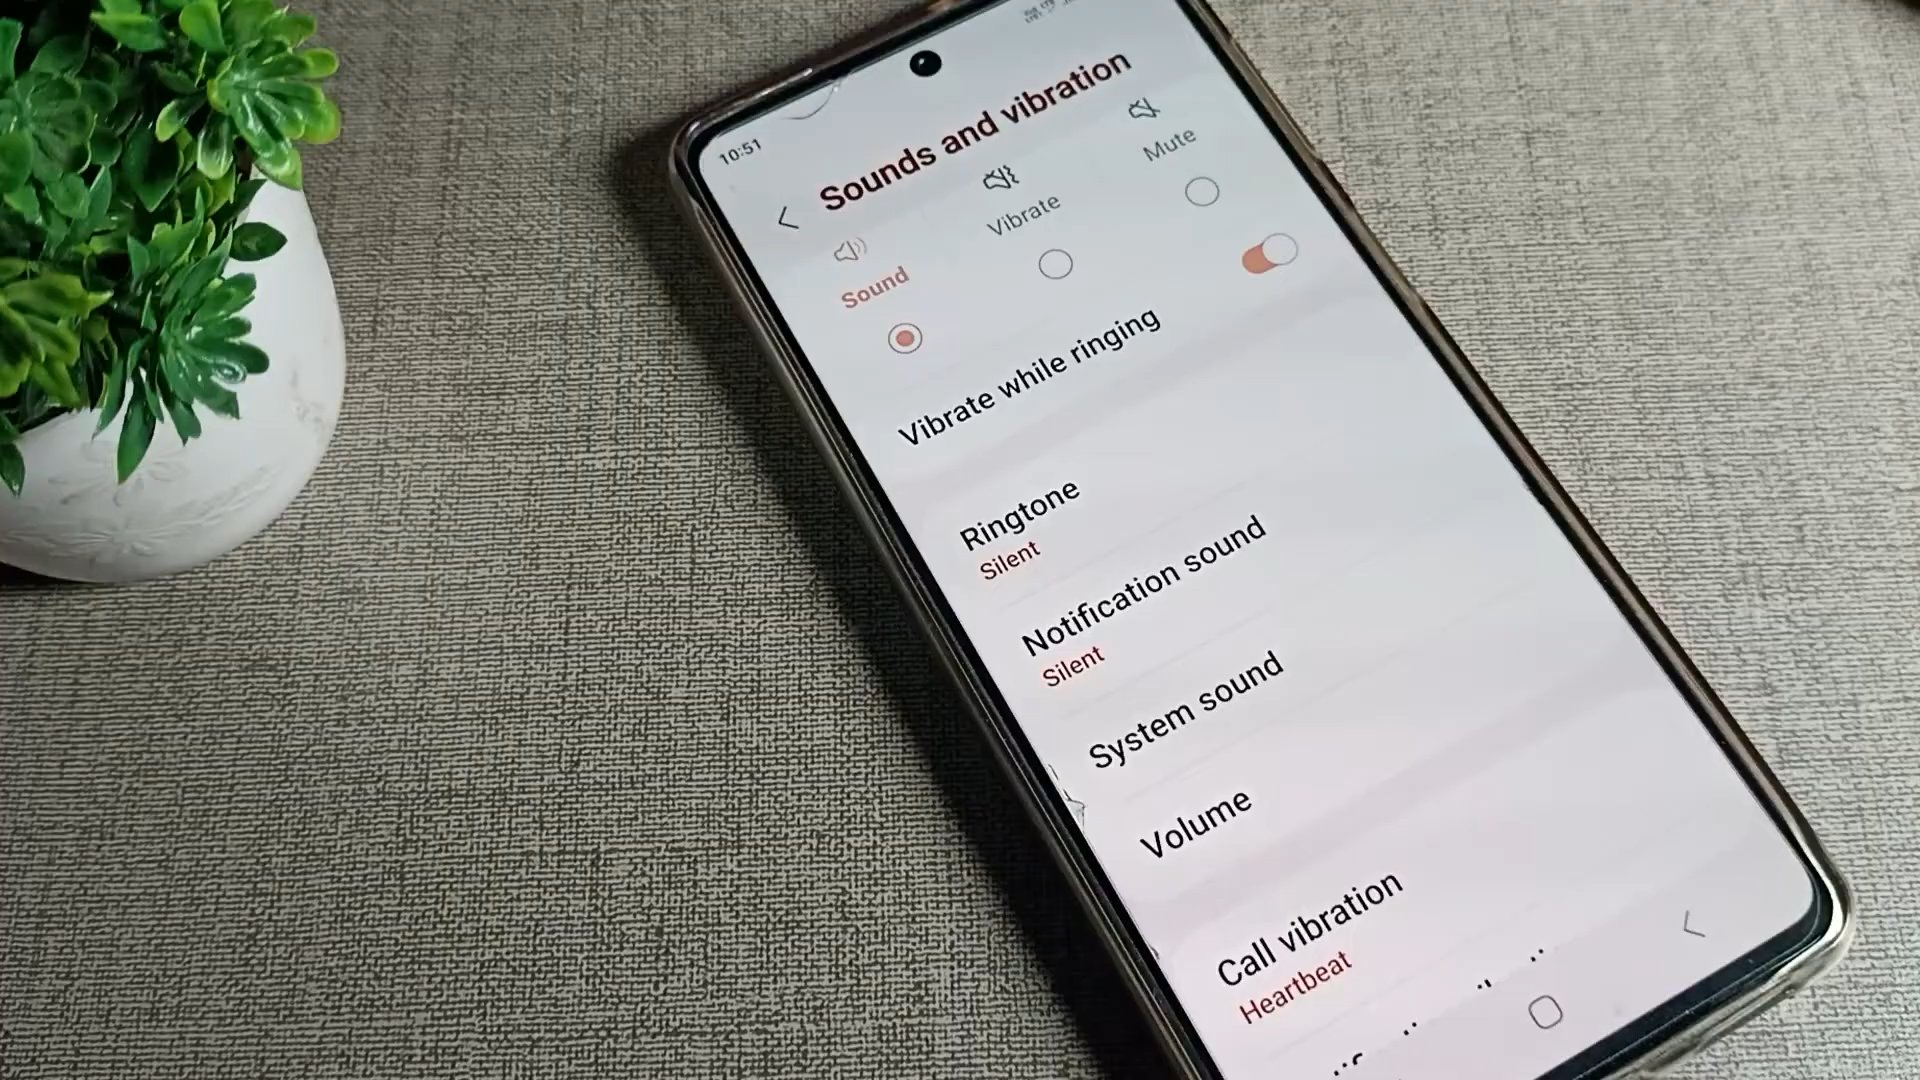 10:51
Sounds and vibration
Sound
Vibrate
Mute
Vibrate while ringing
Ringtone
Silent
Notification sound
Silent
System sound
Volume
Call vibration
Heartbeat